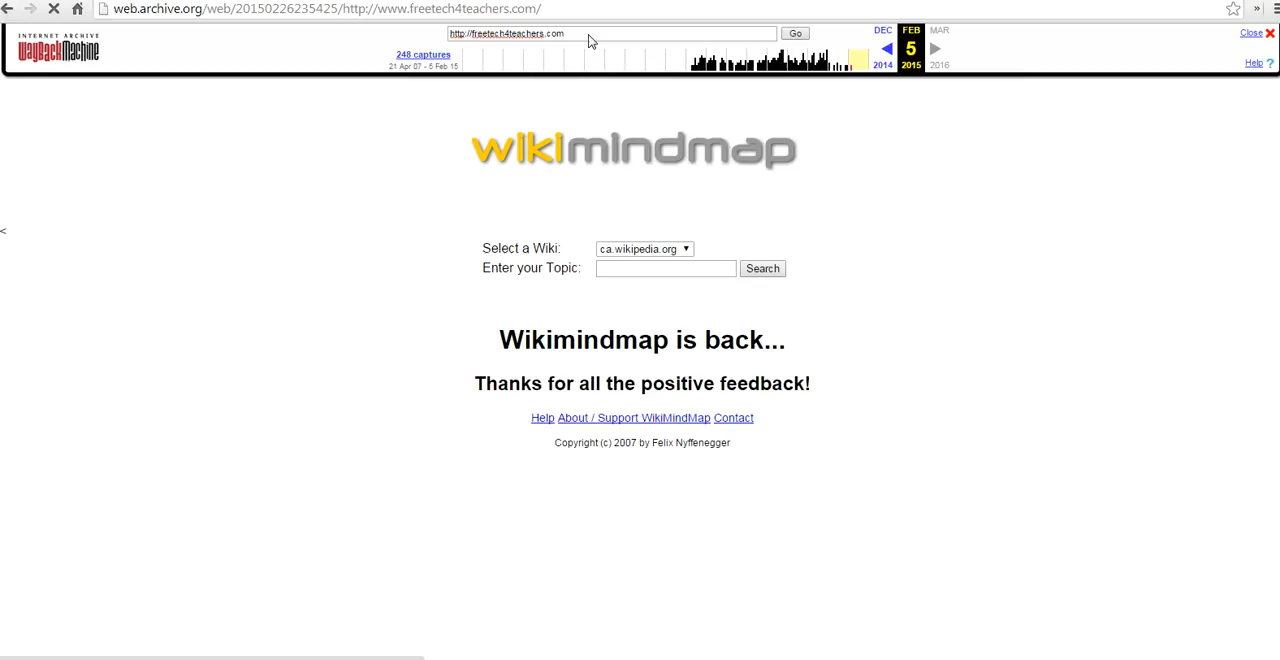 web.archive.org/web/20150226235425/http://www.freetech4teachers.com/
»
INTERNET ARCHIVE
WayBackMachine
http://freetech4teachers.com
Go
248 captures
21 Apr 07 - 5 Feb 15
DEC FEB MAR
5
2014 2015 2016
Close
Help ?
wikimindmap
<
Select a Wiki: ca.wikipedia.org
Enter your Topic: Search
Wikimindmap is back...
Thanks for all the positive feedback!
Help About / Support WikiMindMap Contact
Copyright (c) 2007 by Felix Nyffenegger